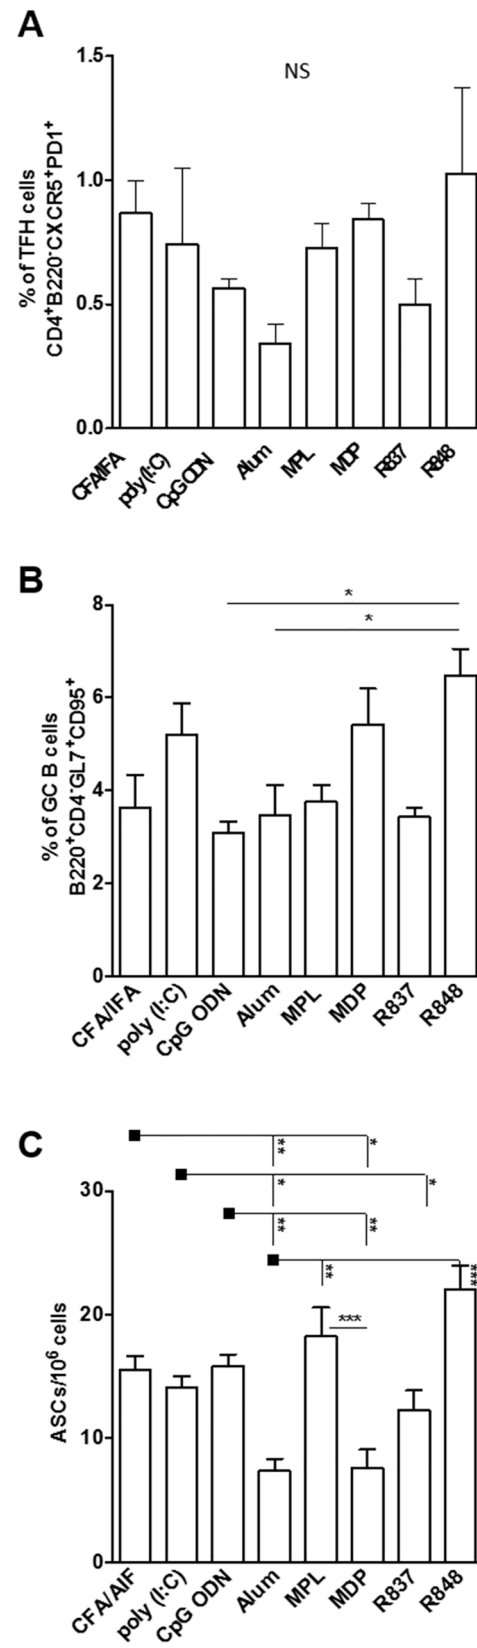 A
NS
% of TFH cells
CD4⁺B220⁻CXCR5⁺PD1⁺
1.5
1.0
0.5
0.0
CFA/IFA
poly(I:C)
CpG ODN
Alum
MPL
MDP
R837
R848
B
% of GC B cells
B220⁺CD4⁻GL7⁺CD95⁺
8
6
4
2
0
*
*
CFA/IFA
poly (I:C)
CpG ODN
Alum
MPL
MDP
R837
R848
C
ASCs/10⁶ cells
30
20
10
0
** *
* *
** **
** ***
***
CFA/AIF
poly (I:C)
CpG ODN
Alum
MPL
MDP
R837
R848